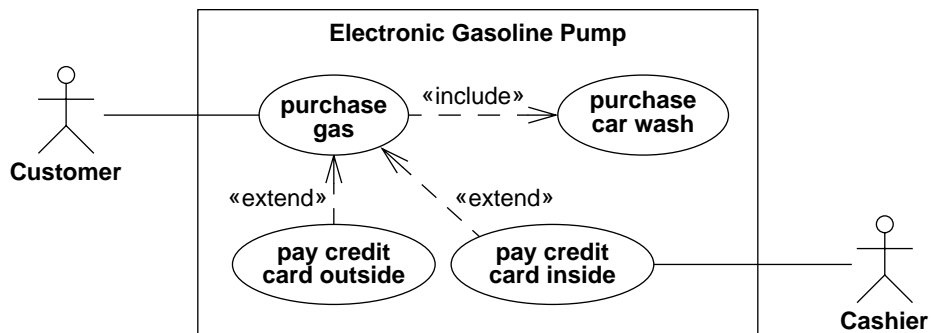 Electronic Gasoline Pump
Customer
purchase
gas
«include»
purchase
car wash
«extend»
«extend»
pay credit
card outside
pay credit
card inside
Cashier